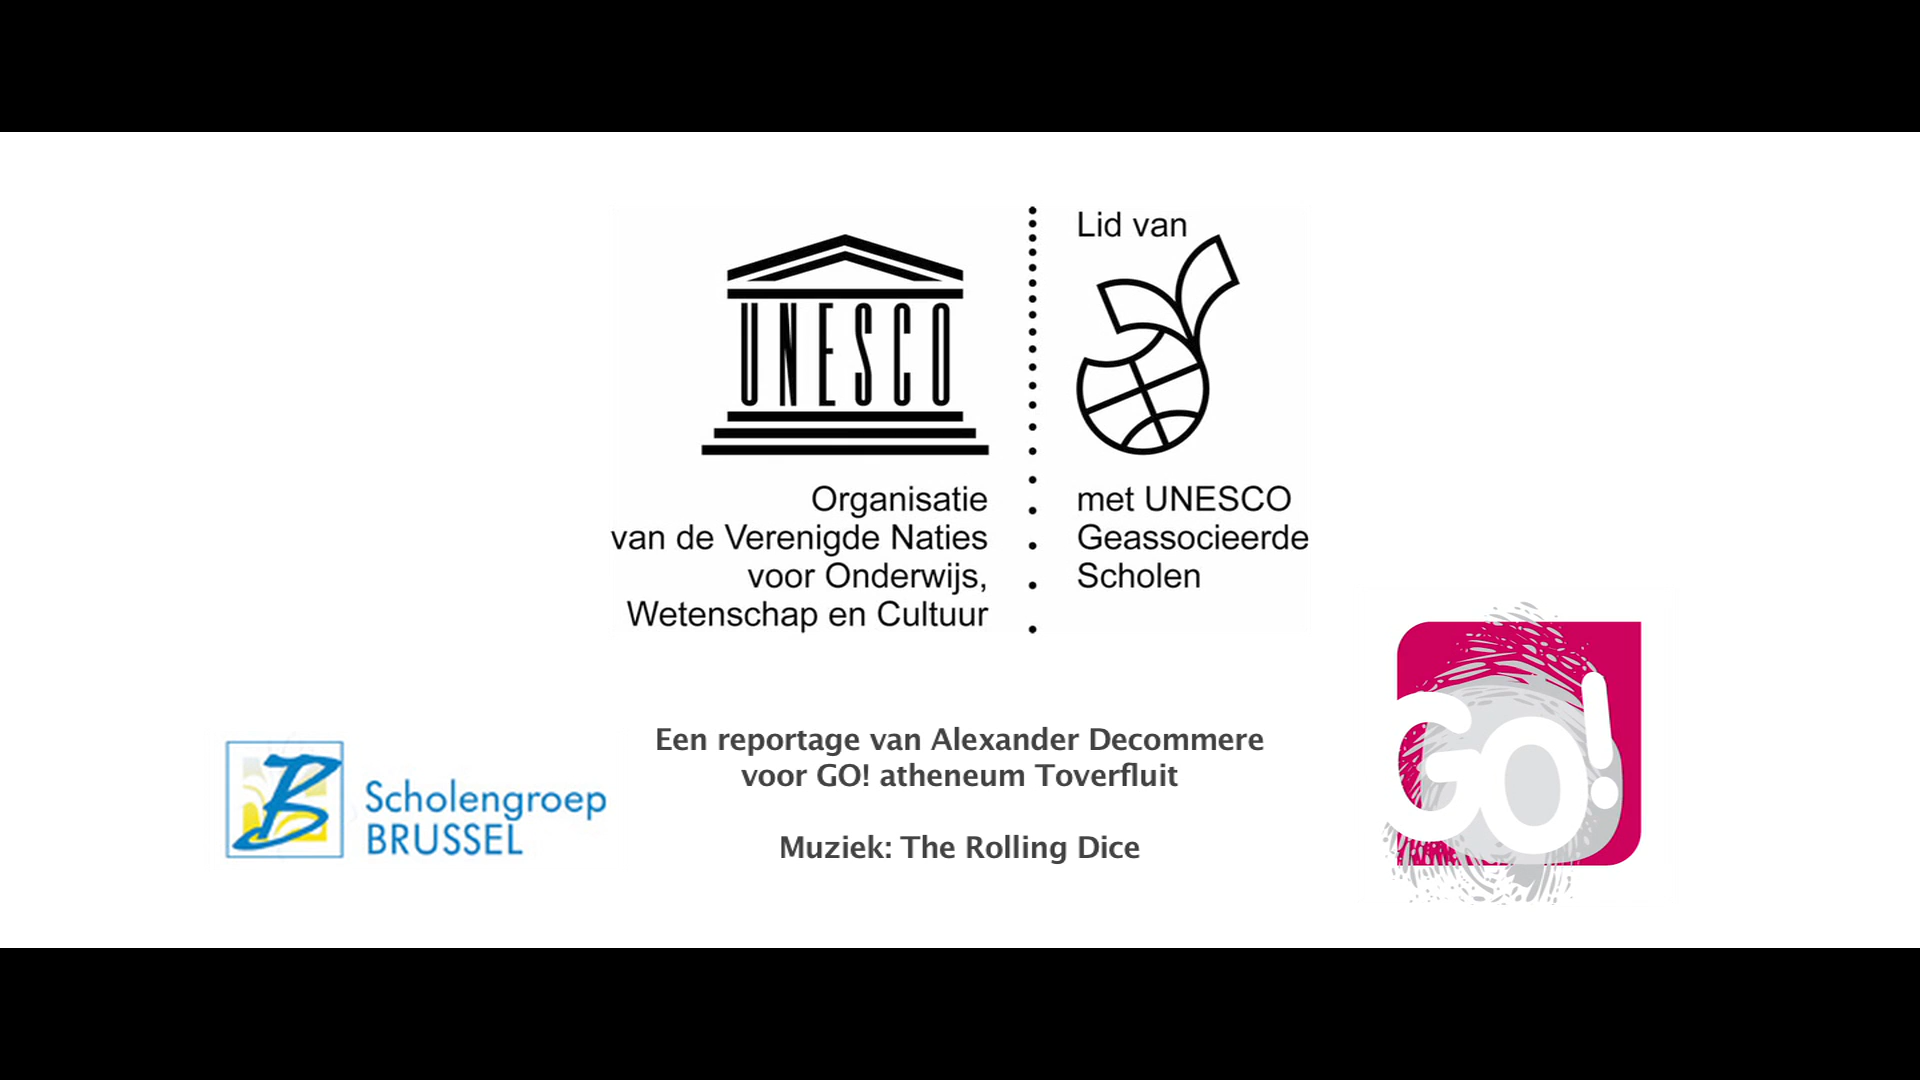 UNESCO
Organisatie
van de Verenigde Naties
voor Onderwijs,
Wetenschap en Cultuur
Lid van
met UNESCO
Geassocieerde
Scholen
B
Scholengroep
BRUSSEL
Een reportage van Alexander Decommere
voor GO! atheneum Toverfluit
Muziek: The Rolling Dice
GO!